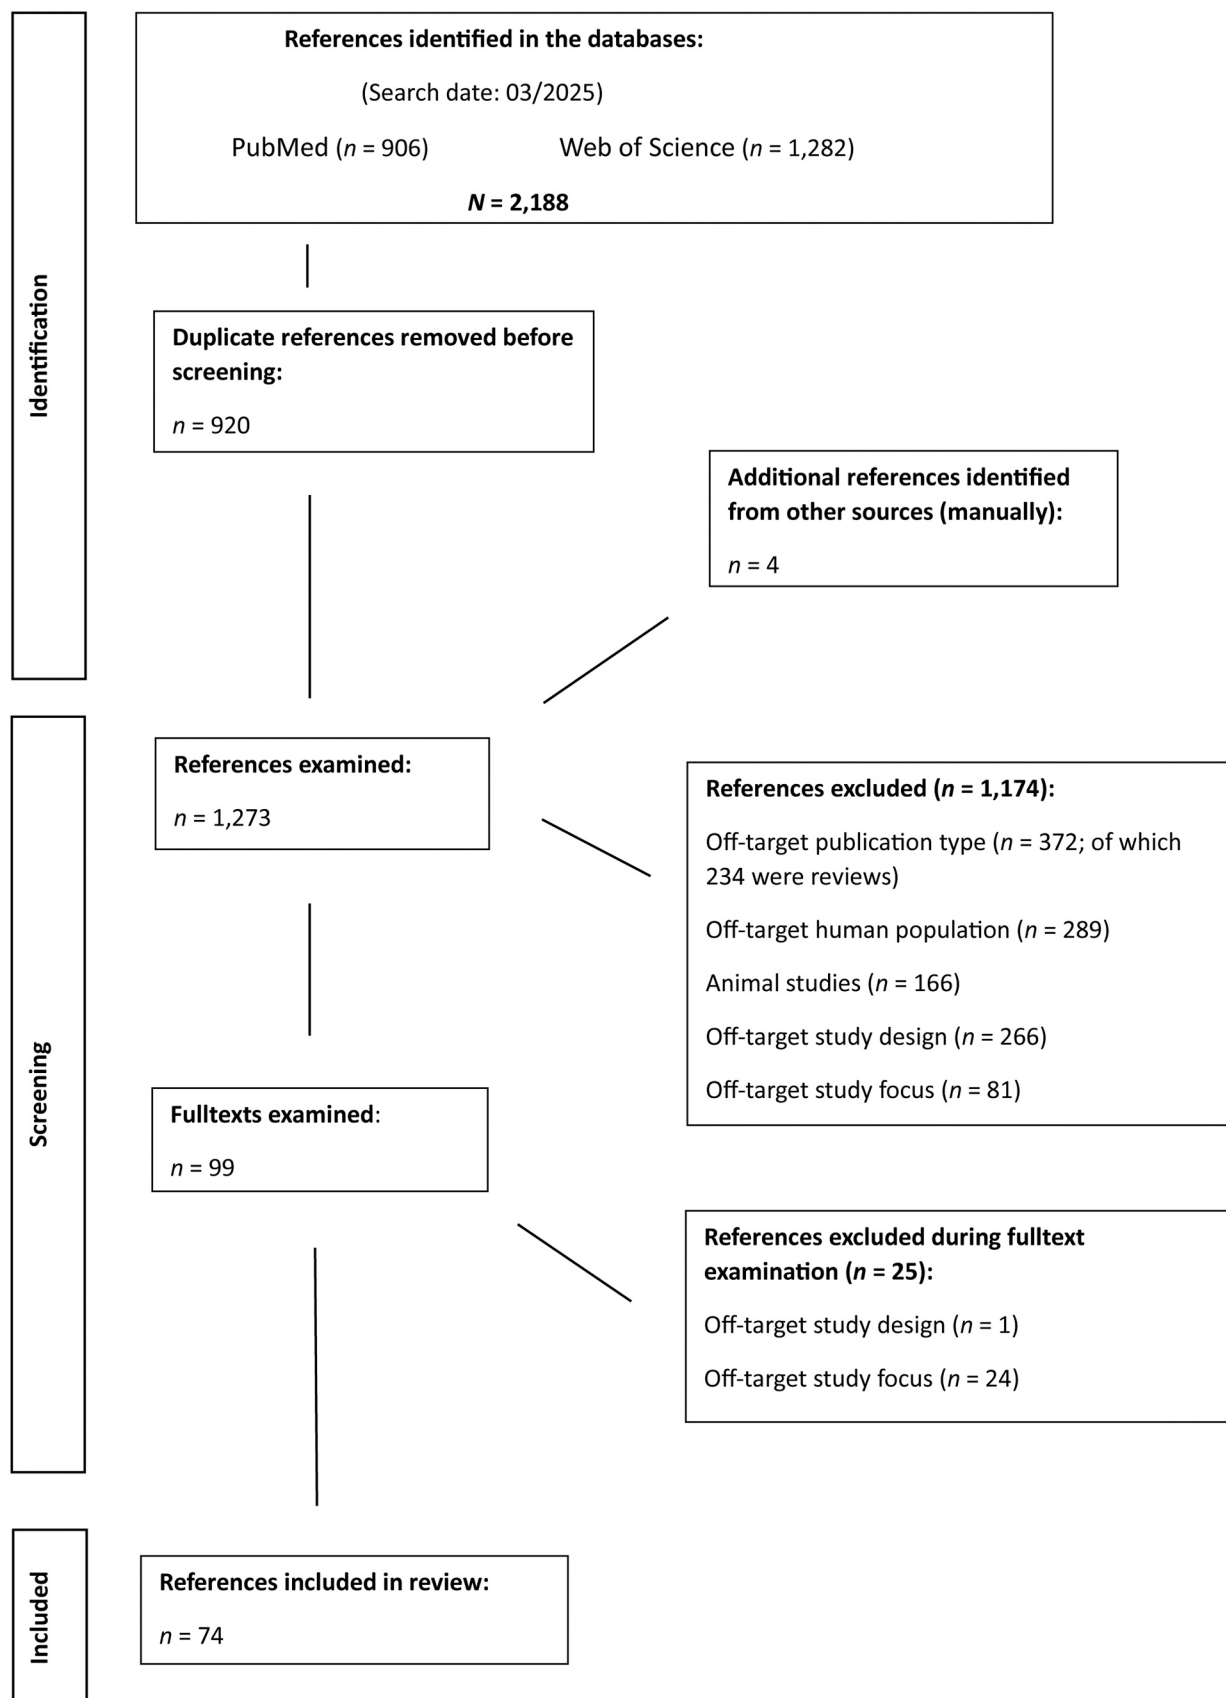 Identification
References identified in the databases:
(Search date: 03/2025)
PubMed (n = 906) Web of Science (n = 1,282)
N = 2,188
Duplicate references removed before
screening:
n = 920
Additional references identified
from other sources (manually):
n = 4
Screening
References examined:
n = 1,273
References excluded (n = 1,174):
Off-target publication type (n = 372; of which
234 were reviews)
Off-target human population (n = 289)
Animal studies (n = 166)
Off-target study design (n = 266)
Off-target study focus (n = 81)
Fulltexts examined:
n = 99
References excluded during fulltext
examination (n = 25):
Off-target study design (n = 1)
Off-target study focus (n = 24)
Included
References included in review:
n = 74